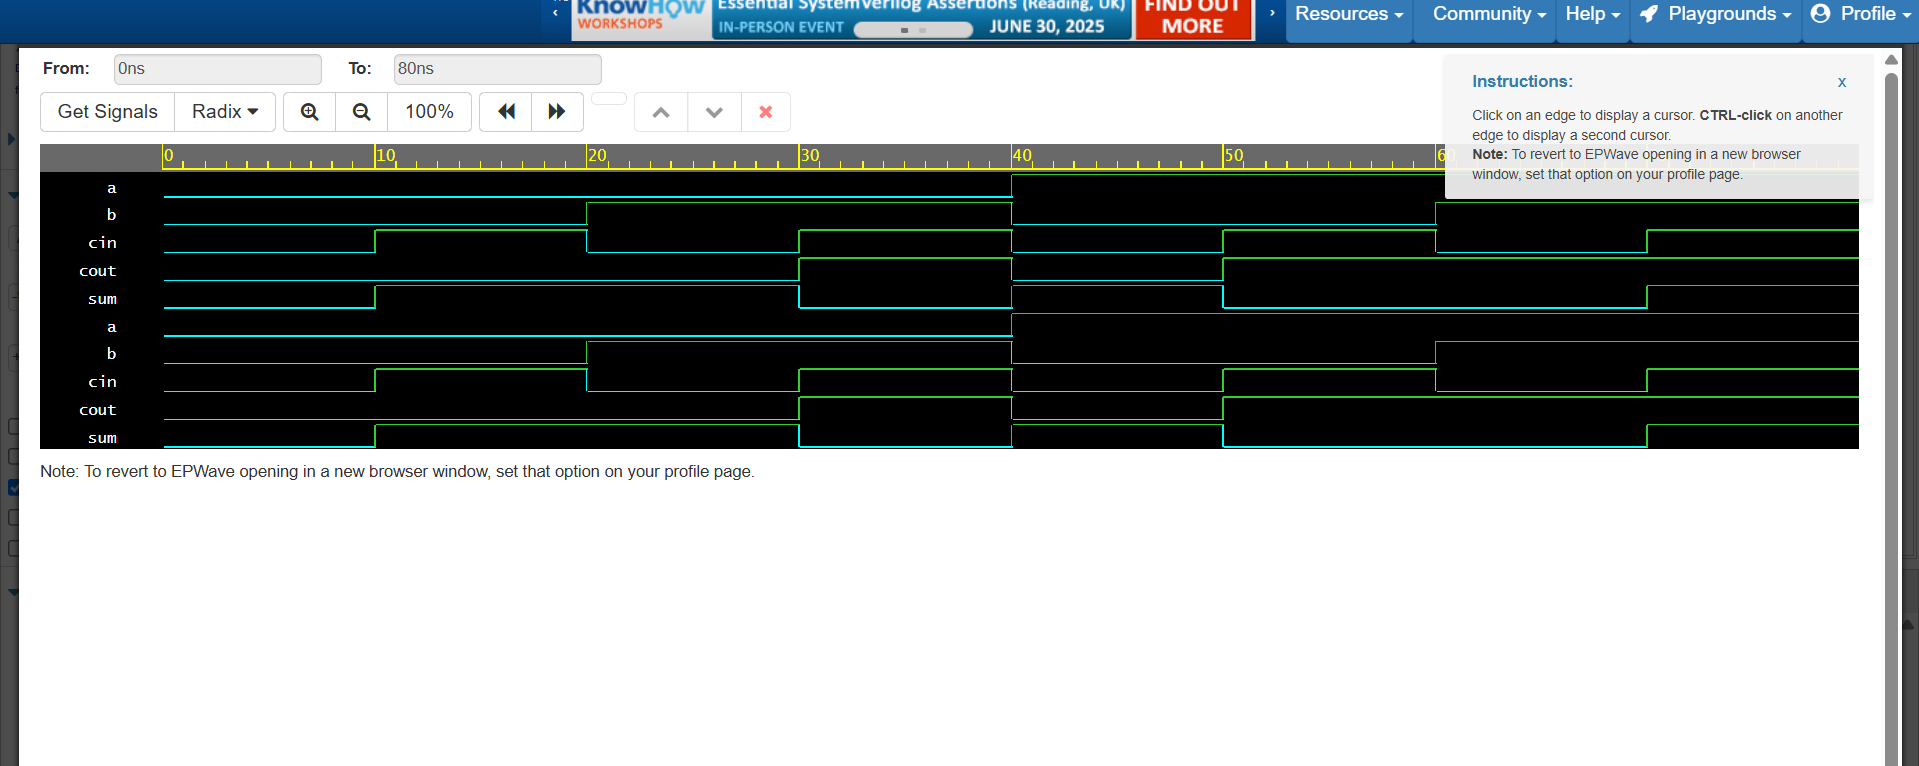 KnowHow
WORKSHOPS
Essential SystemVerilog Assertions (Reading, UK)
IN-PERSON EVENT
JUNE 30, 2025
FIND OUT
MORE
Resources
Community
Help
Playgrounds
Profile
From:
0ns
To:
80ns
Get Signals
Radix
100%
Instructions:
x
Click on an edge to display a cursor. CTRL-click on another
edge to display a second cursor.
Note: To revert to EPWave opening in a new browser
window, set that option on your profile page.
0 10 20 30 40 50 60
a
b
cin
cout
sum
a
b
cin
cout
sum
Note: To revert to EPWave opening in a new browser window, set that option on your profile page.